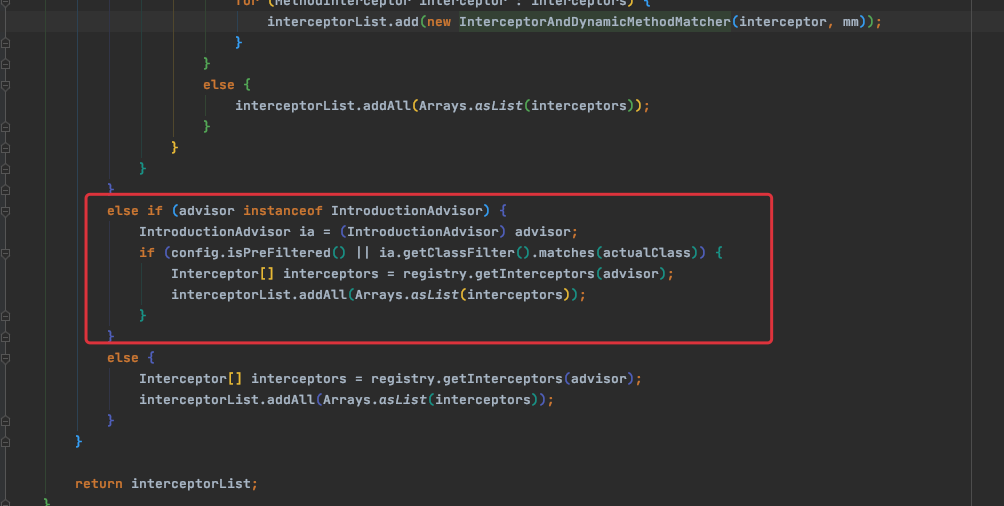 for (MethodInterceptor interceptor : interceptors) {
interceptorList.add(new InterceptorAndDynamicMethodMatcher(interceptor, mm));
}
}
else {
interceptorList.addAll(Arrays.asList(interceptors));
}
}
}
}
else if (advisor instanceof IntroductionAdvisor) {
IntroductionAdvisor ia = (IntroductionAdvisor) advisor;
if (config.isPreFiltered() || ia.getClassFilter().matches(actualClass)) {
Interceptor[] interceptors = registry.getInterceptors(advisor);
interceptorList.addAll(Arrays.asList(interceptors));
}
}
else {
Interceptor[] interceptors = registry.getInterceptors(advisor);
interceptorList.addAll(Arrays.asList(interceptors));
}
}
return interceptorList;
}